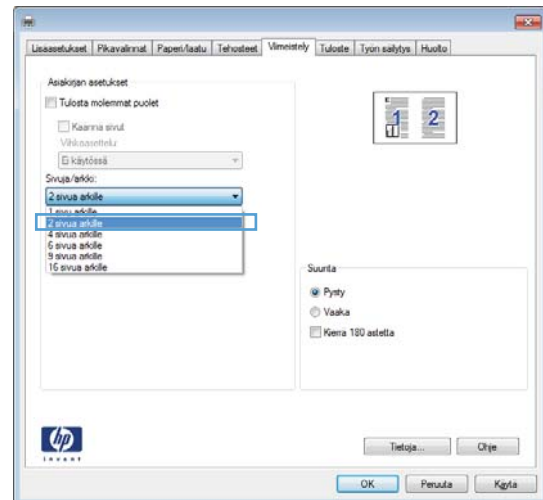 Lisäasetukset Pikavalinnat Paperi/laatu Tehosteet Viimeistely Tuloste Työn säilytys Huolto
Asiakirjan asetukset
Tulosta molemmat puolet
Käännä sivut
Vihkoasettelu:
Ei käytössä
Sivuja/arkki:
2 sivua arkille
1 sivu arkille
2 sivua arkille
4 sivua arkille
6 sivua arkille
9 sivua arkille
16 sivua arkille
1 2
Suunta
Pysty
Vaaka
Kierrä 180 astetta
hp
invent
Tietoja... Ohje
OK Peruuta Käytä